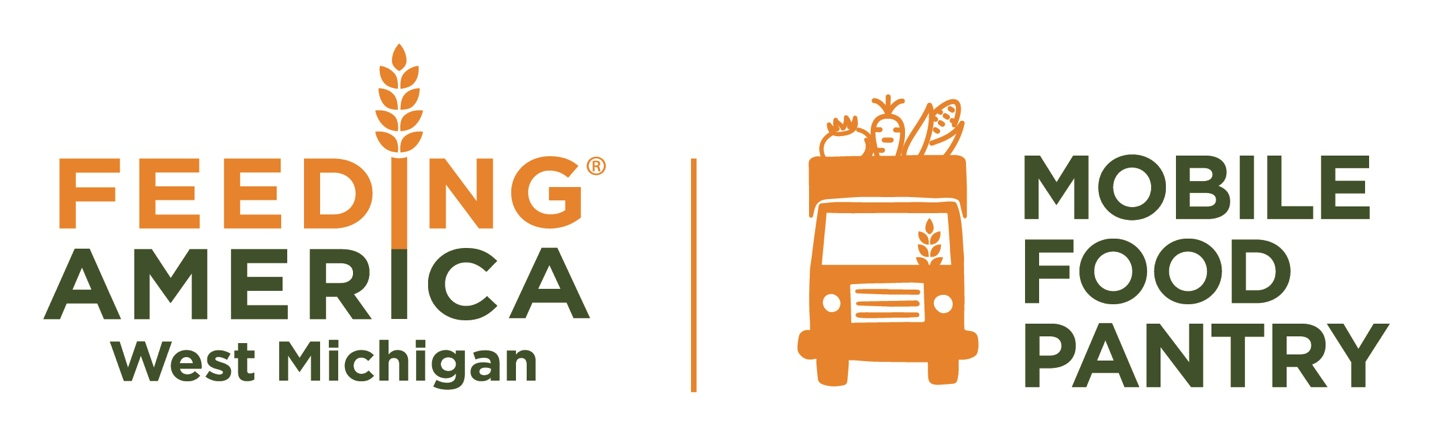 FEEDING®
AMERICA
West Michigan
MOBILE
FOOD
PANTRY